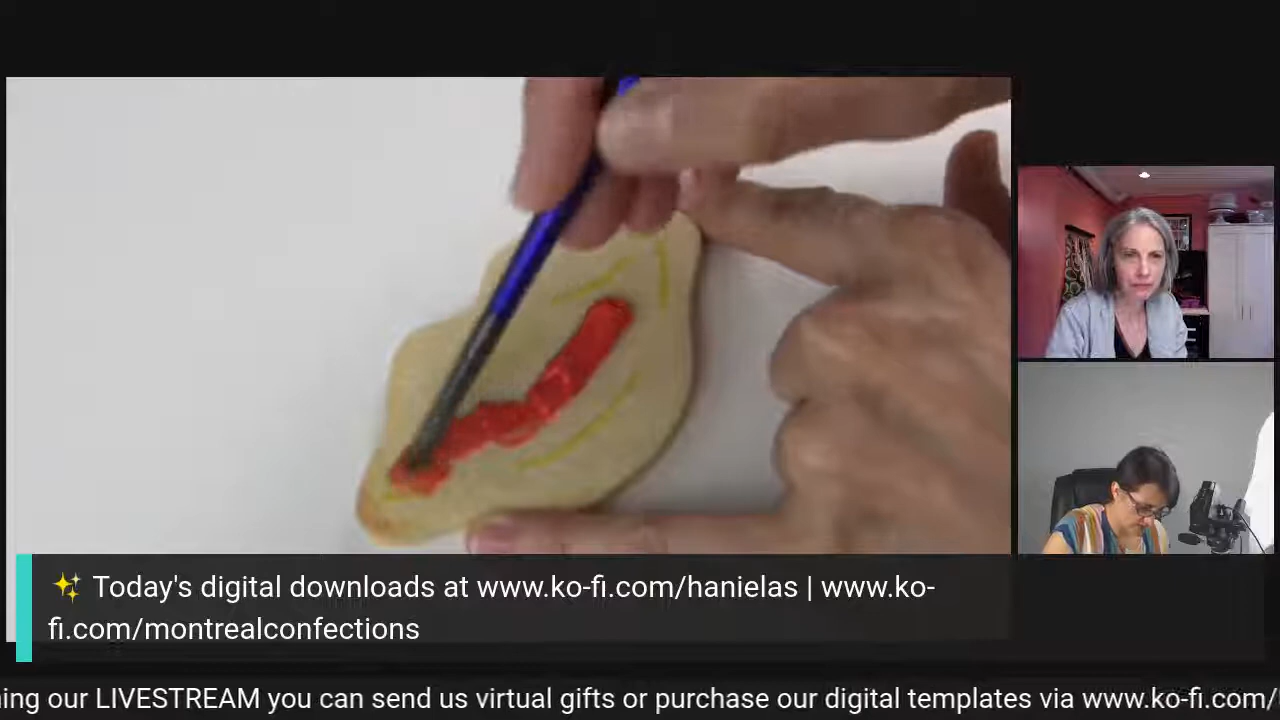 ✨ Today's digital downloads at www.ko-fi.com/hanielas | www.ko-
fi.com/montrealconfections
ning our LIVESTREAM you can send us virtual gifts or purchase our digital templates via www.ko-fi.com/